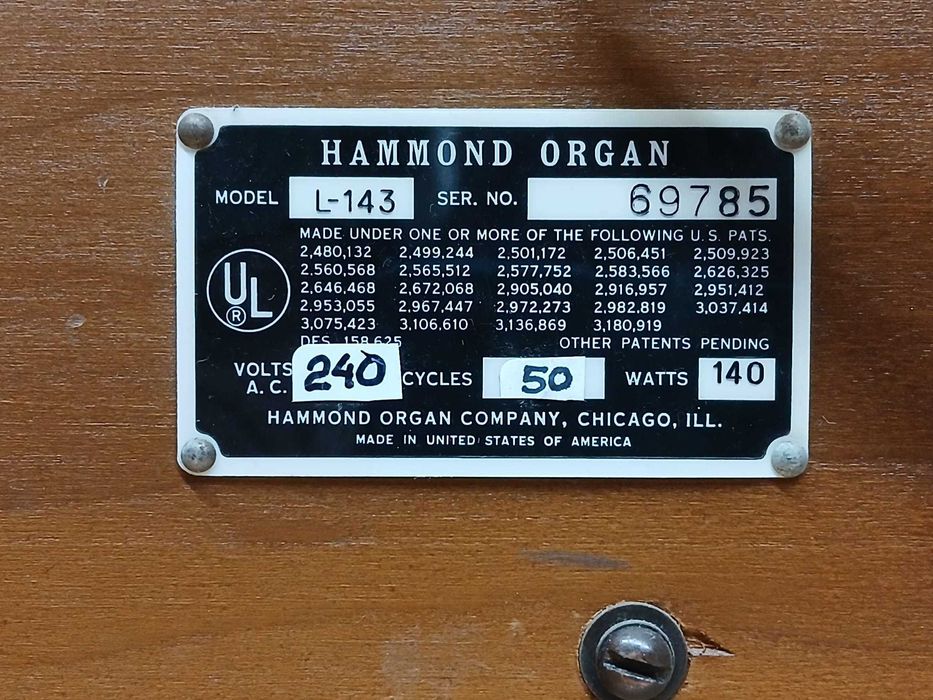 HAMMOND ORGAN
MODEL L-143 SER. NO. 69785
MADE UNDER ONE OR MORE OF THE FOLLOWING U.S. PATS.
2,480,132 2,499,244 2,501,172 2,506,451 2,509,923
2,560,568 2,565,512 2,577,752 2,583,566 2,626,325
2,646,468 2,672,068 2,905,040 2,916,957 2,951,412
2,953,055 2,967,447 2,972,273 2,982,819 3,037,414
3,075,423 3,106,610 3,136,869 3,180,919
DES. 158,625 OTHER PATENTS PENDING
UL ®
VOLTS A.C. 240 CYCLES 50 WATTS 140
HAMMOND ORGAN COMPANY, CHICAGO, ILL.
MADE IN UNITED STATES OF AMERICA